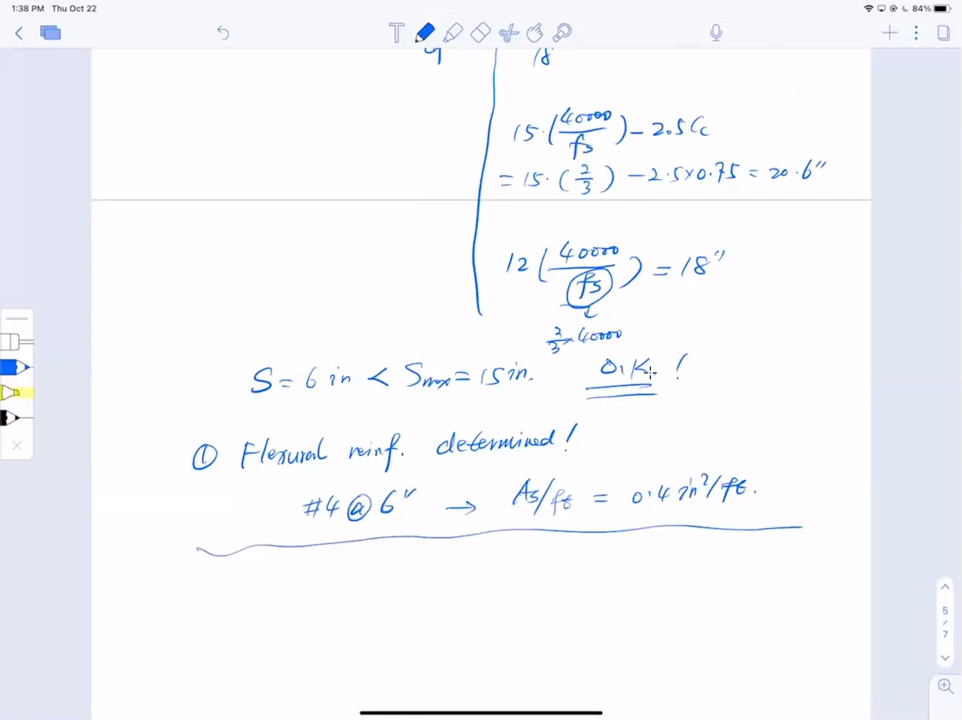 1:38 PM Thu Oct 22
84%
T
18
15·(40000/fs) - 2.5Cc
= 15·(2/3) - 2.5×0.75 = 20.6"
12(40000/fs) = 18"
2/3×40000
S = 6 in < Smax = 15 in. O.K !
① Flexural reinf. determined!
#4 @ 6" → As/ft = 0.4 in²/ft.
5
/
7